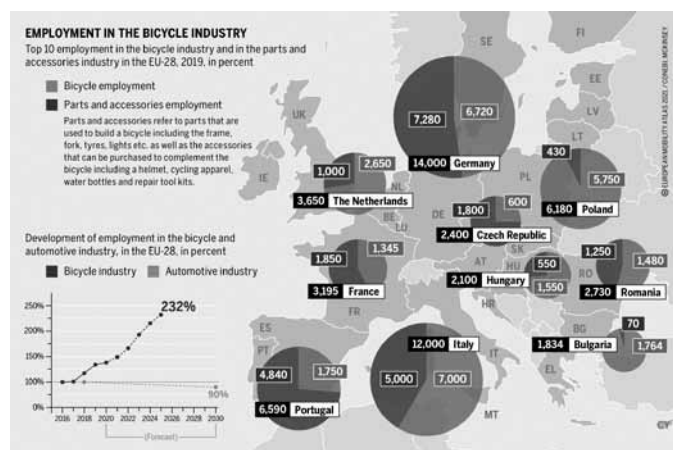 EMPLOYMENT IN THE BICYCLE INDUSTRY
Top 10 employment in the bicycle industry and in the parts and
accessories industry in the EU-28, 2019, in percent
Bicycle employment
Parts and accessories employment
Parts and accessories refer to parts that are
used to build a bicycle including the frame,
fork, tyres, lights etc. as well as the accessories
that can be purchased to complement the
bicycle including a helmet, cycling apparel,
water bottles and repair tool kits.
SE
FI
EE
LV
LT
UK
IE
NL
BE
LU
DE
PL
SK
AT
HU
RO
HR
FR
ES
PT
IT
BG
EL
MT
CY
7,280
6,720
14,000 Germany
1,000
2,650
3,650 The Netherlands
430
5,750
6,180 Poland
1,800
600
2,400 Czech Republic
1,850
1.345
3,195 France
550
1,550
2,100 Hungary
1,250
1,480
2,730 Romania
70
1,764
1,834 Bulgaria
12,000 Italy
5,000
7,000
4,840
1,750
6,590 Portugal
Development of employment in the bicycle and
automotive industry, in the EU-28, in percent
Bicycle industry
Automotive industry
250%
200%
150%
100%
0%
232%
90%
2016 2018 2020 2022 2024 2026 2028 2030
(Forecast)
© EUROPEAN MOBILITY ATLAS 2021 / CONEBI, MCKINSEY